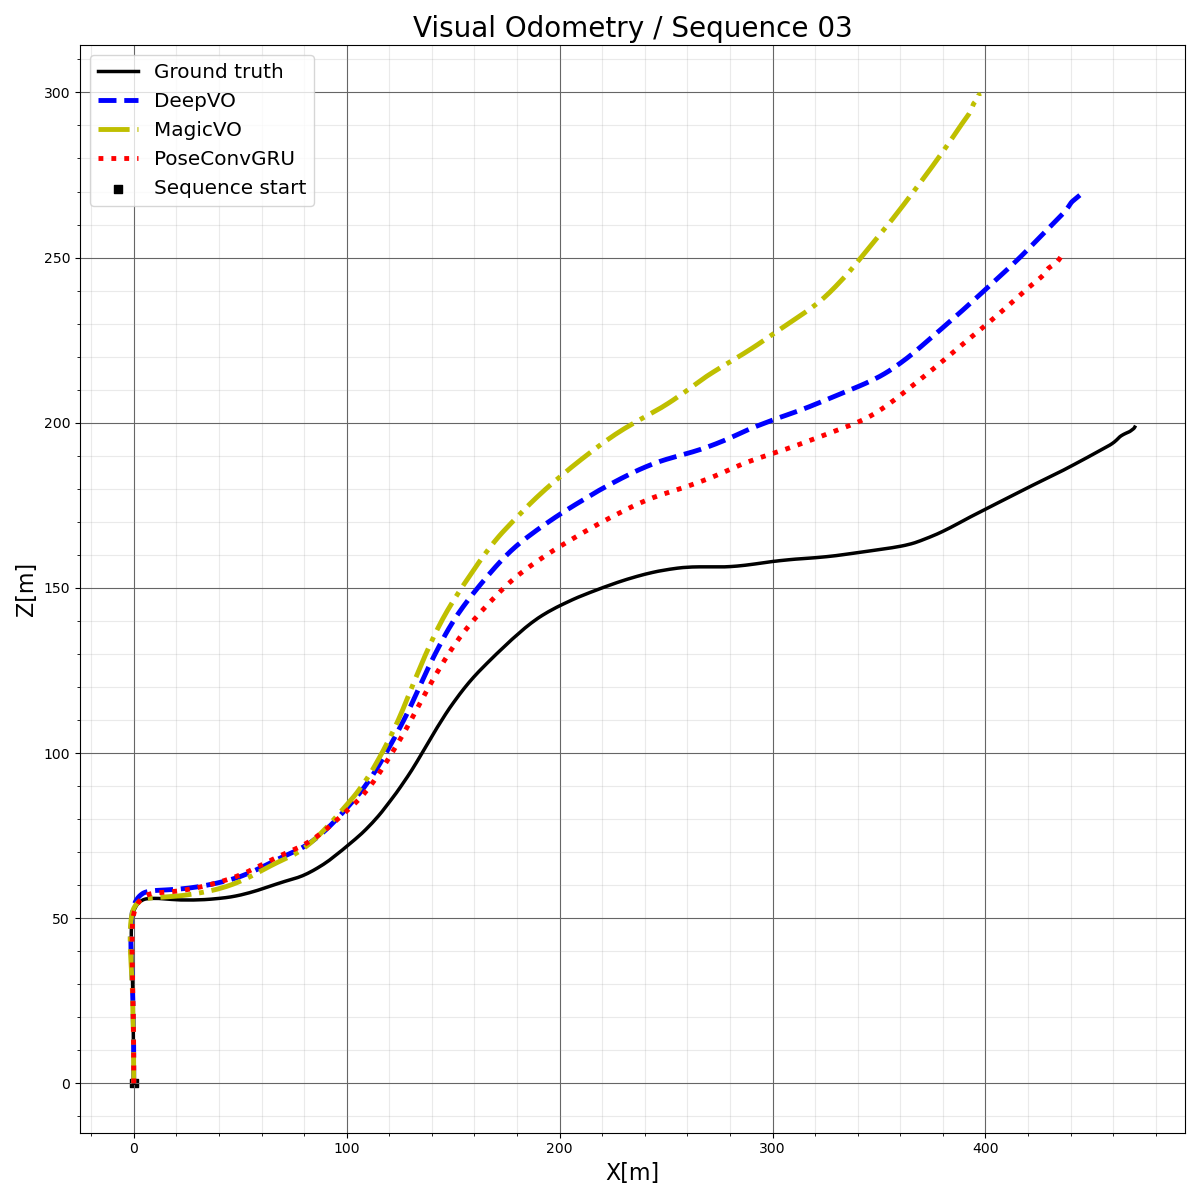 Visual Odometry / Sequence 03
Ground truth
DeepVO
MagicVO
PoseConvGRU
Sequence start
300
250
200
150
100
50
0
Z[m]
0 100 200 300 400
X[m]